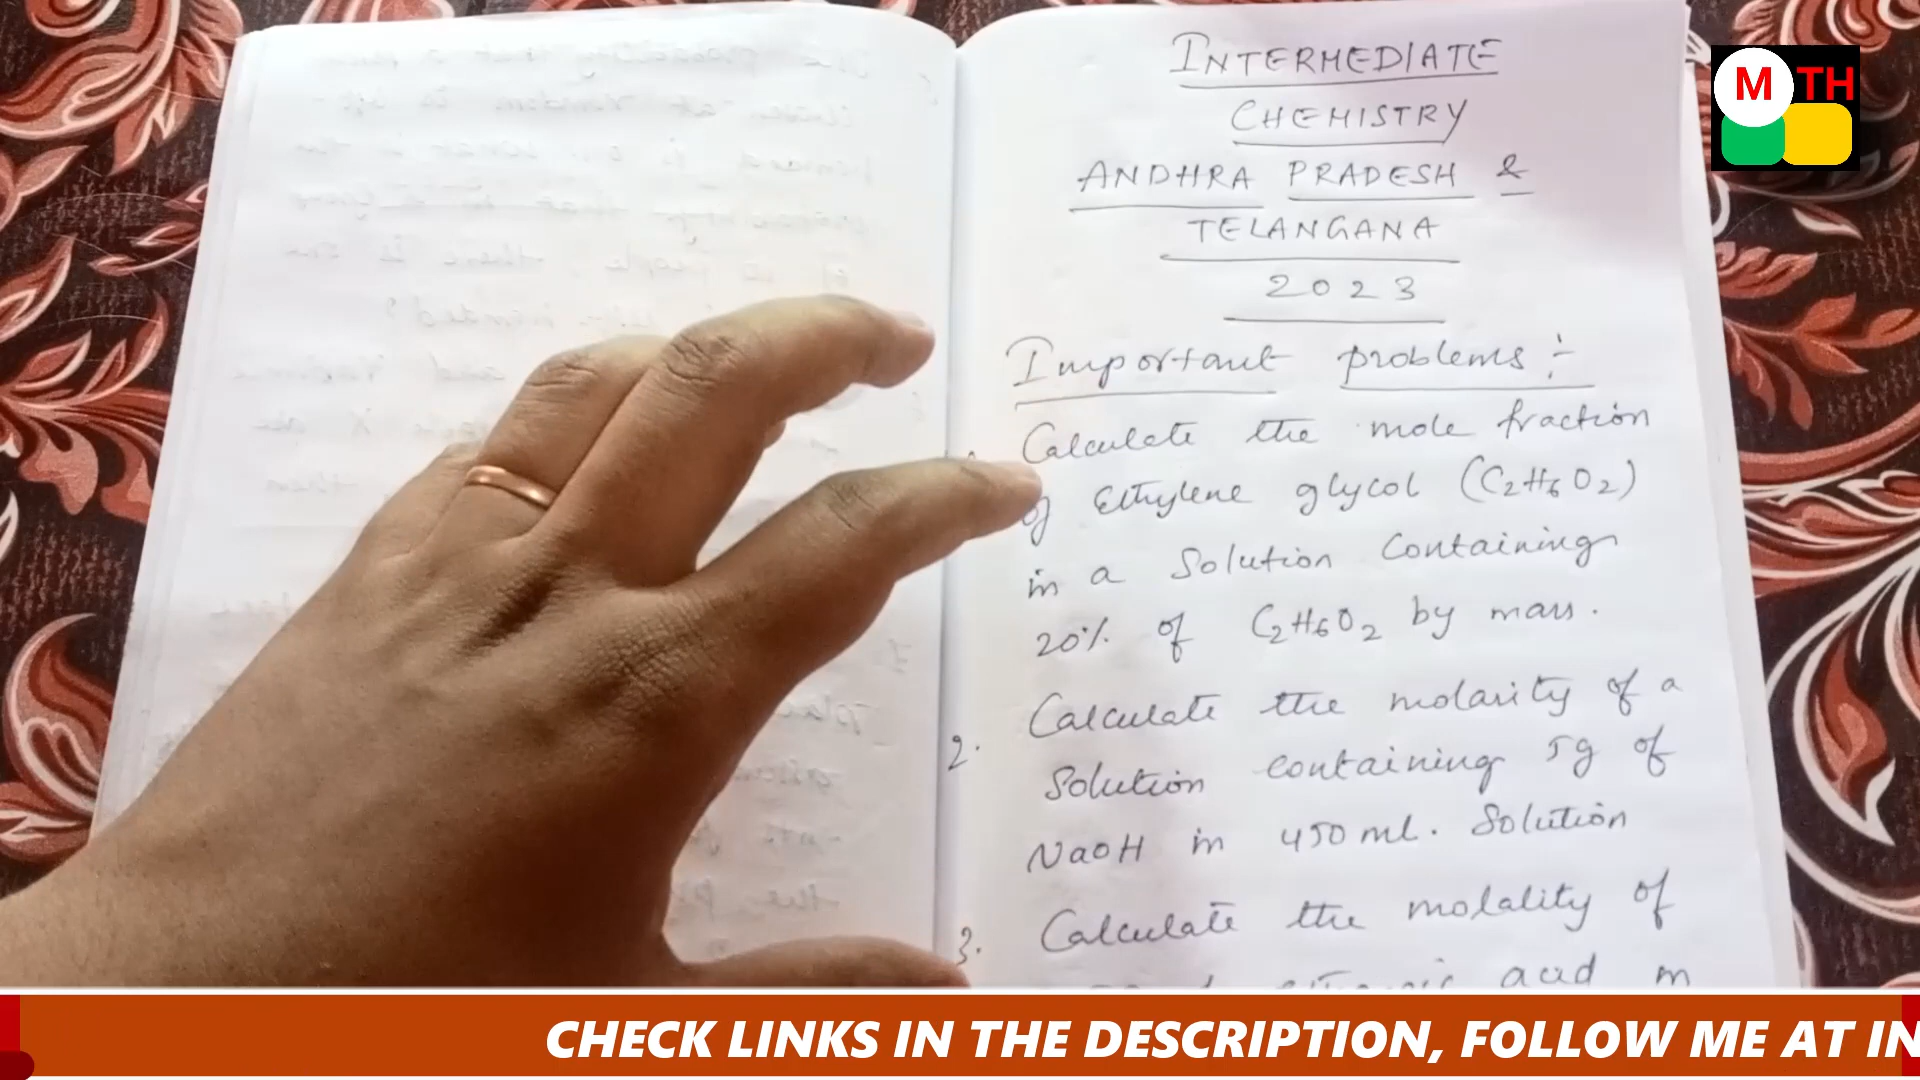 INTERMEDIATE
CHEMISTRY
ANDHRA PRADESH &
TELANGANA
2023
Important problems :-
Calculate the mole fraction
of Ethylene glycol (C2H6O2)
in a solution containing
20% of C2H6O2 by mass.
2. Calculate the molarity of a
solution containing 5g of
NaOH in 450 ml. Solution
3. Calculate the molality of
acid in
M TH
CHECK LINKS IN THE DESCRIPTION, FOLLOW ME AT IN